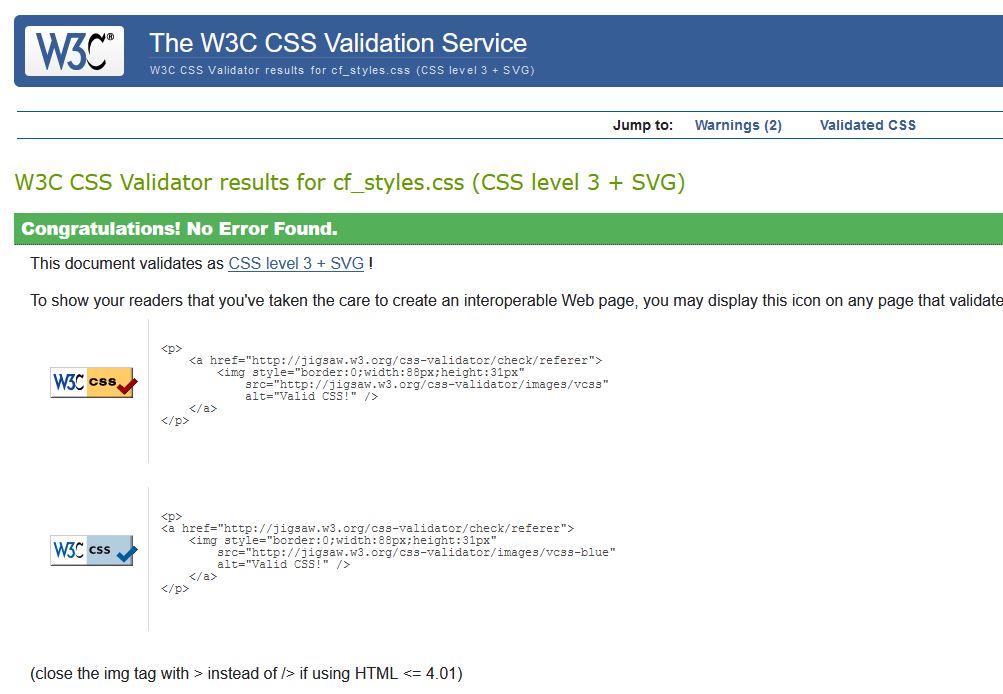 W3C®
The W3C CSS Validation Service
W3C CSS Validator results for cf_styles.css (CSS level 3 + SVG)
Jump to: Warnings (2) Validated CSS
W3C CSS Validator results for cf_styles.css (CSS level 3 + SVG)
Congratulations! No Error Found.
This document validates as CSS level 3 + SVG !
To show your readers that you've taken the care to create an interoperable Web page, you may display this icon on any page that validate
W3C css
<p>
<a href="http://jigsaw.w3.org/css-validator/check/referer">
<img style="border:0;width:88px;height:31px"
src="http://jigsaw.w3.org/css-validator/images/vcss"
alt="Valid CSS!" />
</a>
</p>
W3C css
<p>
<a href="http://jigsaw.w3.org/css-validator/check/referer">
<img style="border:0;width:88px;height:31px"
src="http://jigsaw.w3.org/css-validator/images/vcss-blue"
alt="Valid CSS!" />
</a>
</p>
(close the img tag with > instead of /> if using HTML <= 4.01)